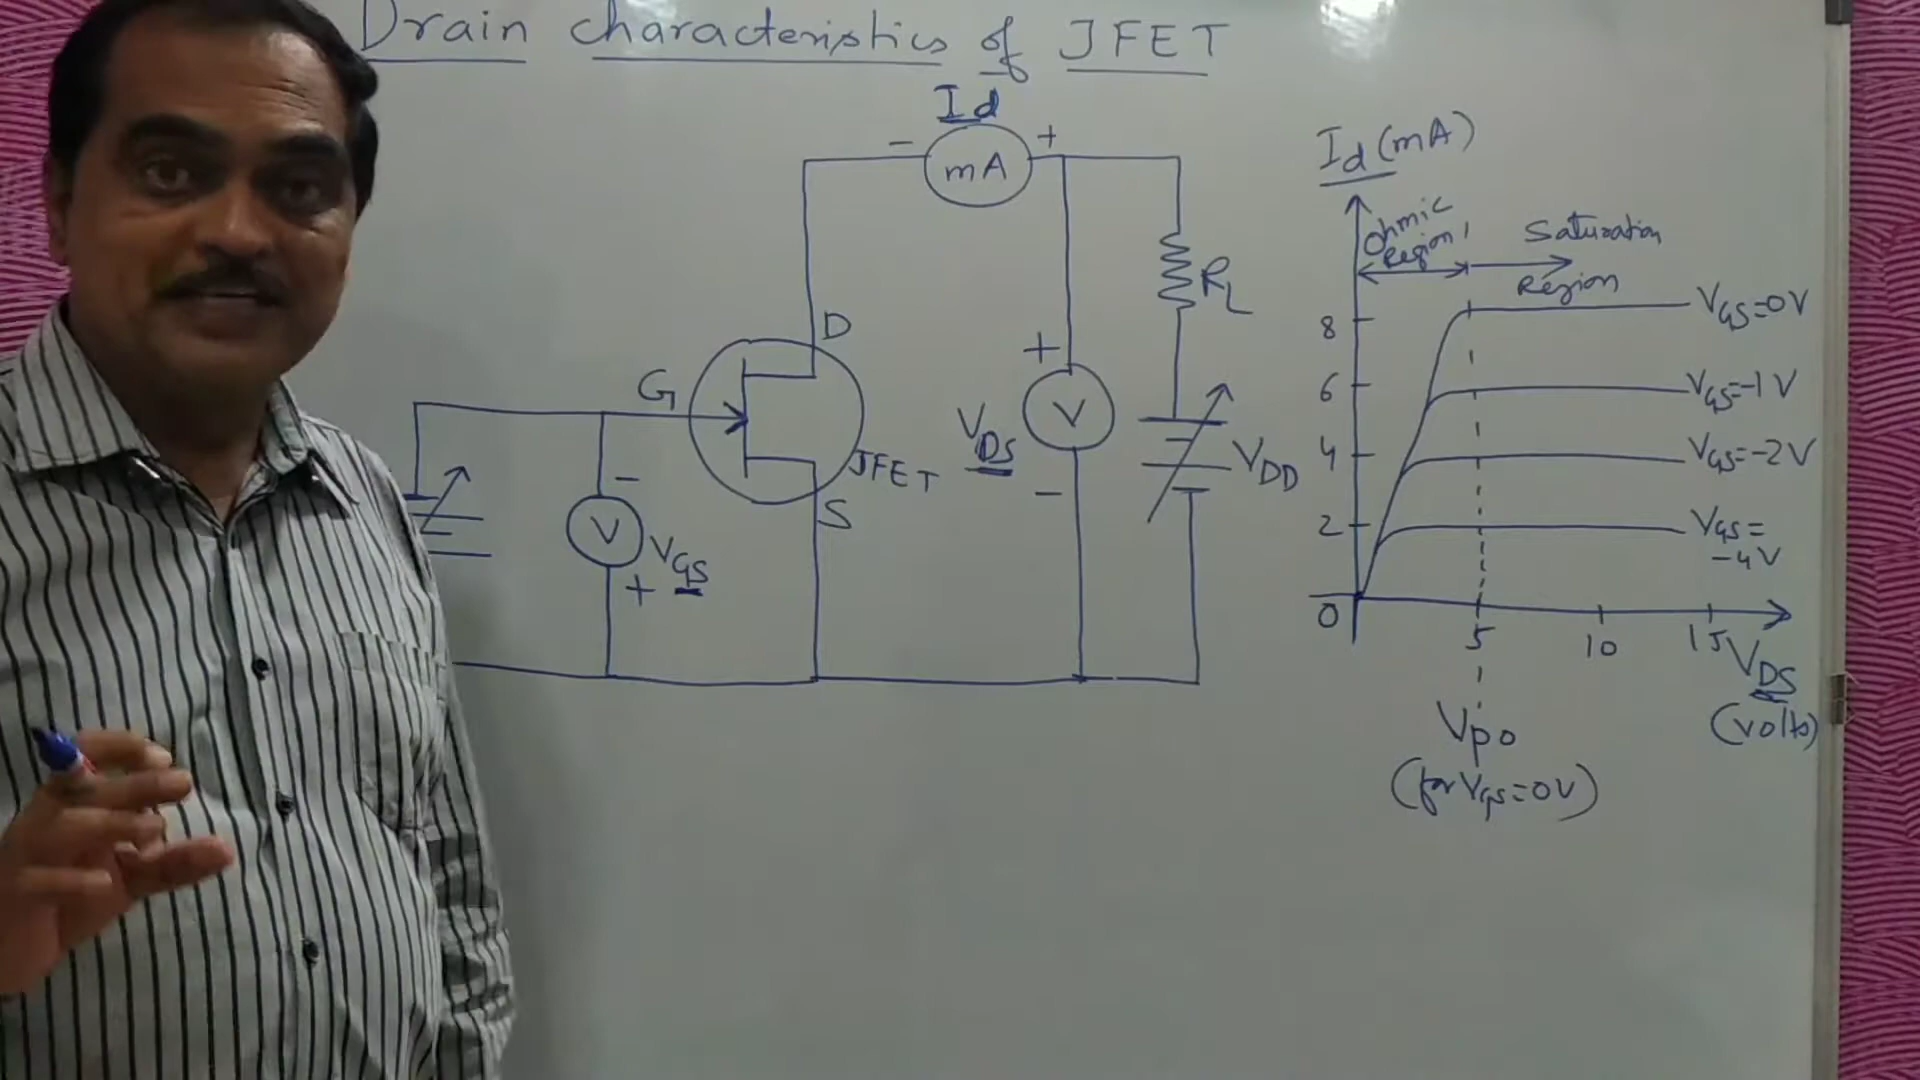 Drain characteristics of JFET
Id
- mA +
D
G
S
JFET
RL
VDD
+
VDS V
-
-
V VGS
+
Id (mA)
Ohmic
Region
Saturation
Region
8
6
4
2
0
5
10
15
VGS=0V
VGS=-1V
VGS=-2V
VGS=
-4V
VDS
(volts)
Vpo
(for VGS=0V)